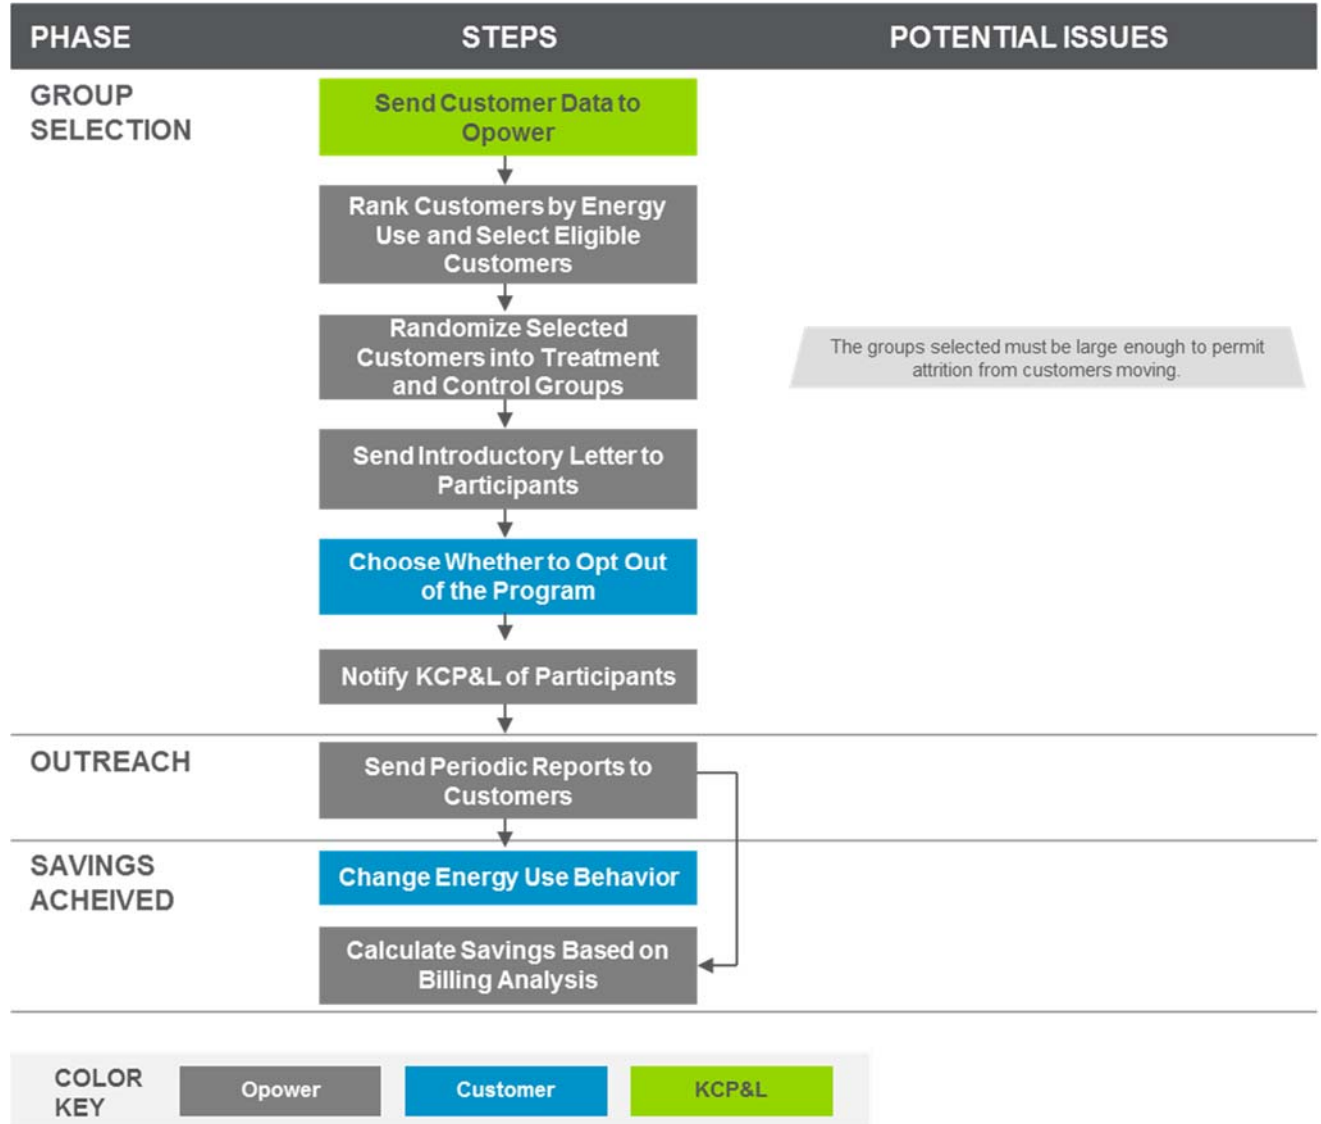 PHASE
STEPS
POTENTIAL ISSUES
GROUP
SELECTION
Send Customer Data to
Opower
Rank Customers by Energy
Use and Select Eligible
Customers
Randomize Selected
Customers into Treatment
and Control Groups
The groups selected must be large enough to permit
attrition from customers moving.
Send Introductory Letter to
Participants
Choose Whether to Opt Out
of the Program
Notify KCP&L of Participants
OUTREACH
Send Periodic Reports to
Customers
SAVINGS
ACHEIVED
Change Energy Use Behavior
Calculate Savings Based on
Billing Analysis
COLOR
KEY
Opower
Customer
KCP&L